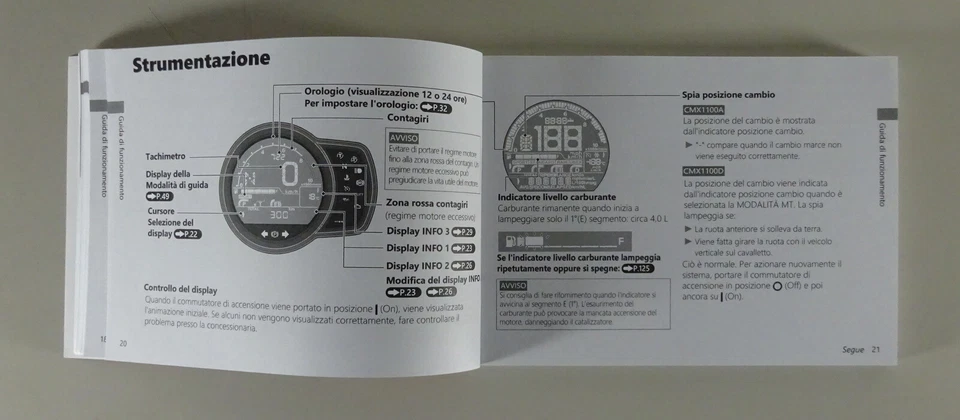 Strumentazione
Guida di funzionamento
Guida di funzionamento
Orologio (visualizzazione 12 o 24 ore)
Per impostare l'orologio: P.32
Contagiri
AVVISO
Evitare di portare il regime motore
fino alla zona rossa del contagiri. Un
regime motore eccessivo può
pregiudicare la vita utile del motore.
Tachimetro
Display della
Modalità di guida
P.49
Cursore
Selezione del
display P.22
Zona rossa contagiri
(regime motore eccessivo)
Display INFO 3 P.29
Display INFO 1 P.23
Display INFO 2 P.26
Modifica del display INFO
P.23 P.26
Controllo del display
Quando il commutatore di accensione viene portato in posizione (On), viene visualizzata
l'animazione iniziale. Se alcuni non vengono visualizzati correttamente, fare controllare il
problema presso la concessionaria.
20
Indicatore livello carburante
Carburante rimanente quando inizia a
lampeggiare solo il 1°(E) segmento: circa 4,0 L
F
Se l'indicatore livello carburante lampeggia
ripetutamente oppure si spegne: P.125
AVVISO
Si consiglia di fare rifornimento quando l'indicatore si
avvicina al segmento E (1°). L'esaurimento del
carburante può provocare la mancata accensione del
motore, danneggiando il catalizzatore.
Spia posizione cambio
CMX1100A
La posizione del cambio è mostrata
dall'indicatore posizione cambio.
► "-" compare quando il cambio marce non
viene eseguito correttamente.
CMX1100D
La posizione del cambio viene indicata
dall'indicatore posizione cambio quando è
selezionata la MODALITÀ MT. La spia
lampeggia se:
► La ruota anteriore si solleva da terra.
► Viene fatta girare la ruota con il veicolo
verticale sul cavalletto.
Ciò è normale. Per azionare nuovamente il
sistema, portare il commutatore di
accensione in posizione (Off) e poi
ancora su (On).
Guida di funzionamento
Segue 21